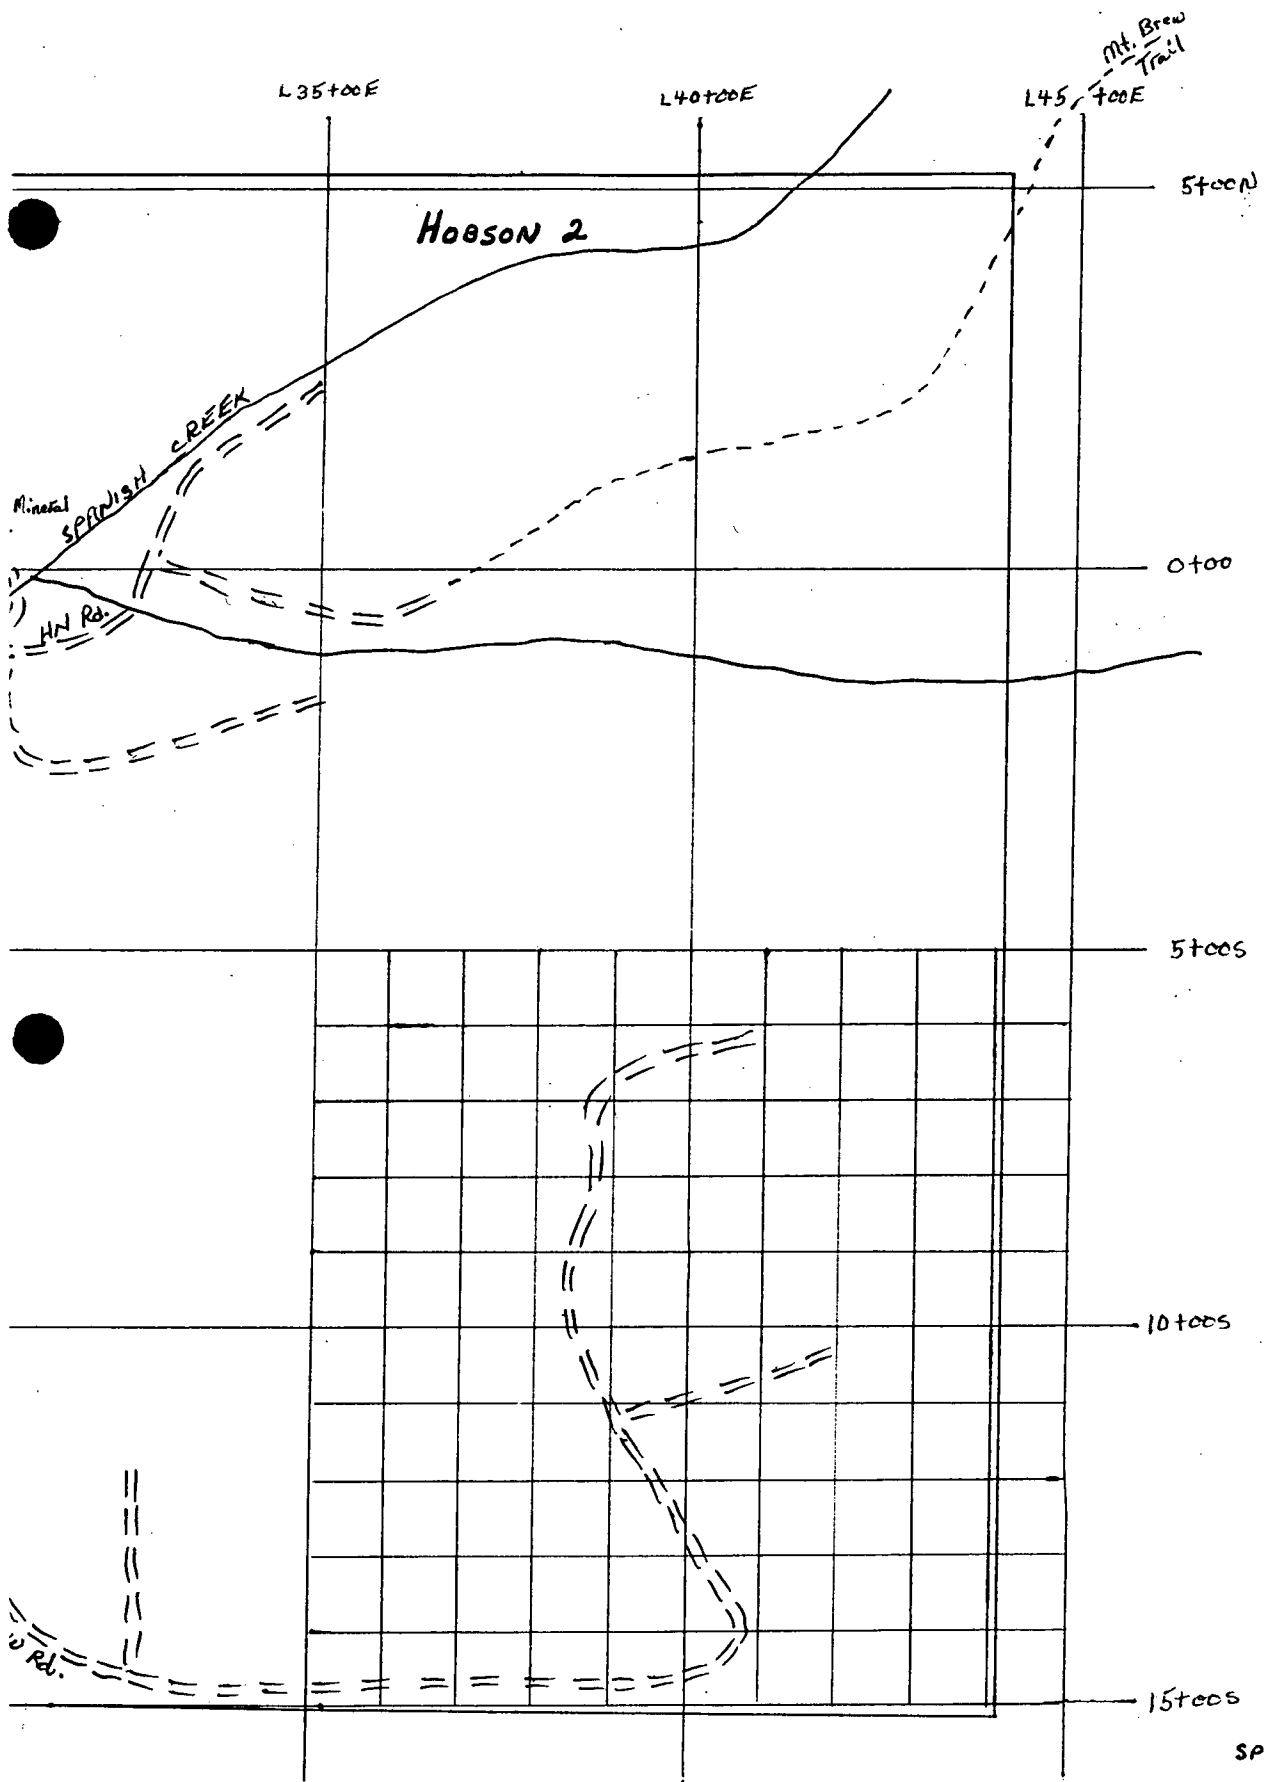 Mt. Brew
Trail
L35+00E
L40+00E
L45+00E
5+00N
HOBSON 2
SPANISH CREEK
Mineral
0+00
HN Rd.
5+00S
10+00S
Rd.
15+00S
SP